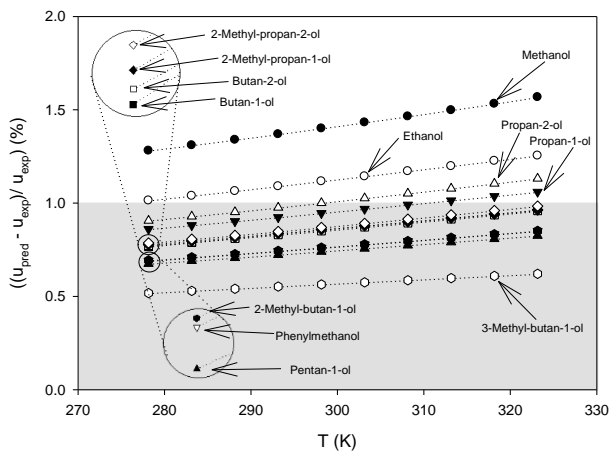 2-Methyl-propan-2-ol
2-Methyl-propan-1-ol
Butan-2-ol
Butan-1-ol
Methanol
Ethanol
Propan-2-ol
Propan-1-ol
2-Methyl-butan-1-ol
Phenylmethanol
Pentan-1-ol
3-Methyl-butan-1-ol
((u_pred - u_exp)/ u_exp) (%)
2.0
1.5
1.0
0.5
0.0
270 280 290 300 310 320 330
T (K)